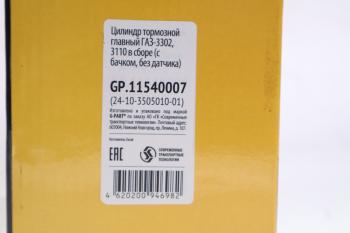 Цилиндр тормозной
главный ГАЗ-3302,
3110 в сборе (с
бачком, без датчика)
GP.11540007
(24-10-3505010-01)
Изготовлено и упаковано под маркой
G-PART® по заказу АО «ГК «Современные
транспортные технологии». Почтовый адрес:
603004, Нижний Новгород, пр. Ленина, д.
EAC
СОВРЕМЕННЫЕ
ТРАНСПОРТНЫЕ
ТЕХНОЛОГИИ
4 620200 946982